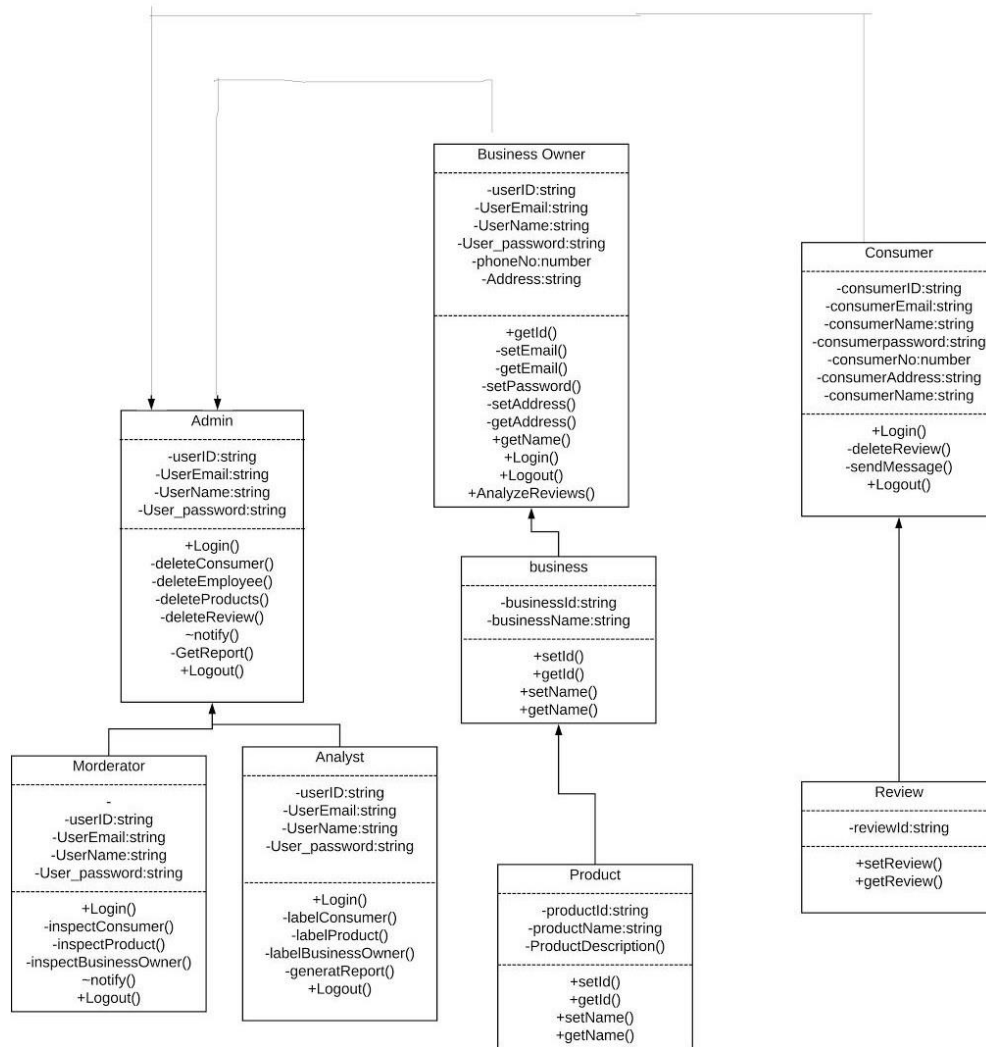 Business Owner
-userID:string
-UserEmail:string
-UserName:string
-User_password:string
-phoneNo:number
-Address:string
+getId()
-setEmail()
-getEmail()
-setPassword()
-setAddress()
-getAddress()
+getName()
+Login()
+Logout()
+AnalyzeReviews()
Consumer
-consumerID:string
-consumerEmail:string
-consumerName:string
-consumerpassword:string
-consumerNo:number
-consumerAddress:string
-consumerName:string
+Login()
-deleteReview()
-sendMessage()
+Logout()
Admin
-userID:string
-UserEmail:string
-UserName:string
-User_password:string
+Login()
-deleteConsumer()
-deleteEmployee()
-deleteProducts()
-deleteReview()
~notify()
-GetReport()
+Logout()
business
-businessId:string
-businessName:string
+setId()
+getId()
+setName()
+getName()
Morderator
-
-userID:string
-UserEmail:string
-UserName:string
-User_password:string
+Login()
-inspectConsumer()
-inspectProduct()
-inspectBusinessOwner()
~notify()
+Logout()
Analyst
-userID:string
-UserEmail:string
-UserName:string
-User_password:string
+Login()
-labelConsumer()
-labelProduct()
-labelBusinessOwner()
-generatReport()
+Logout()
Product
-productId:string
-productName:string
-ProductDescription()
+setId()
+getId()
+setName()
+getName()
Review
-reviewId:string
+setReview()
+getReview()